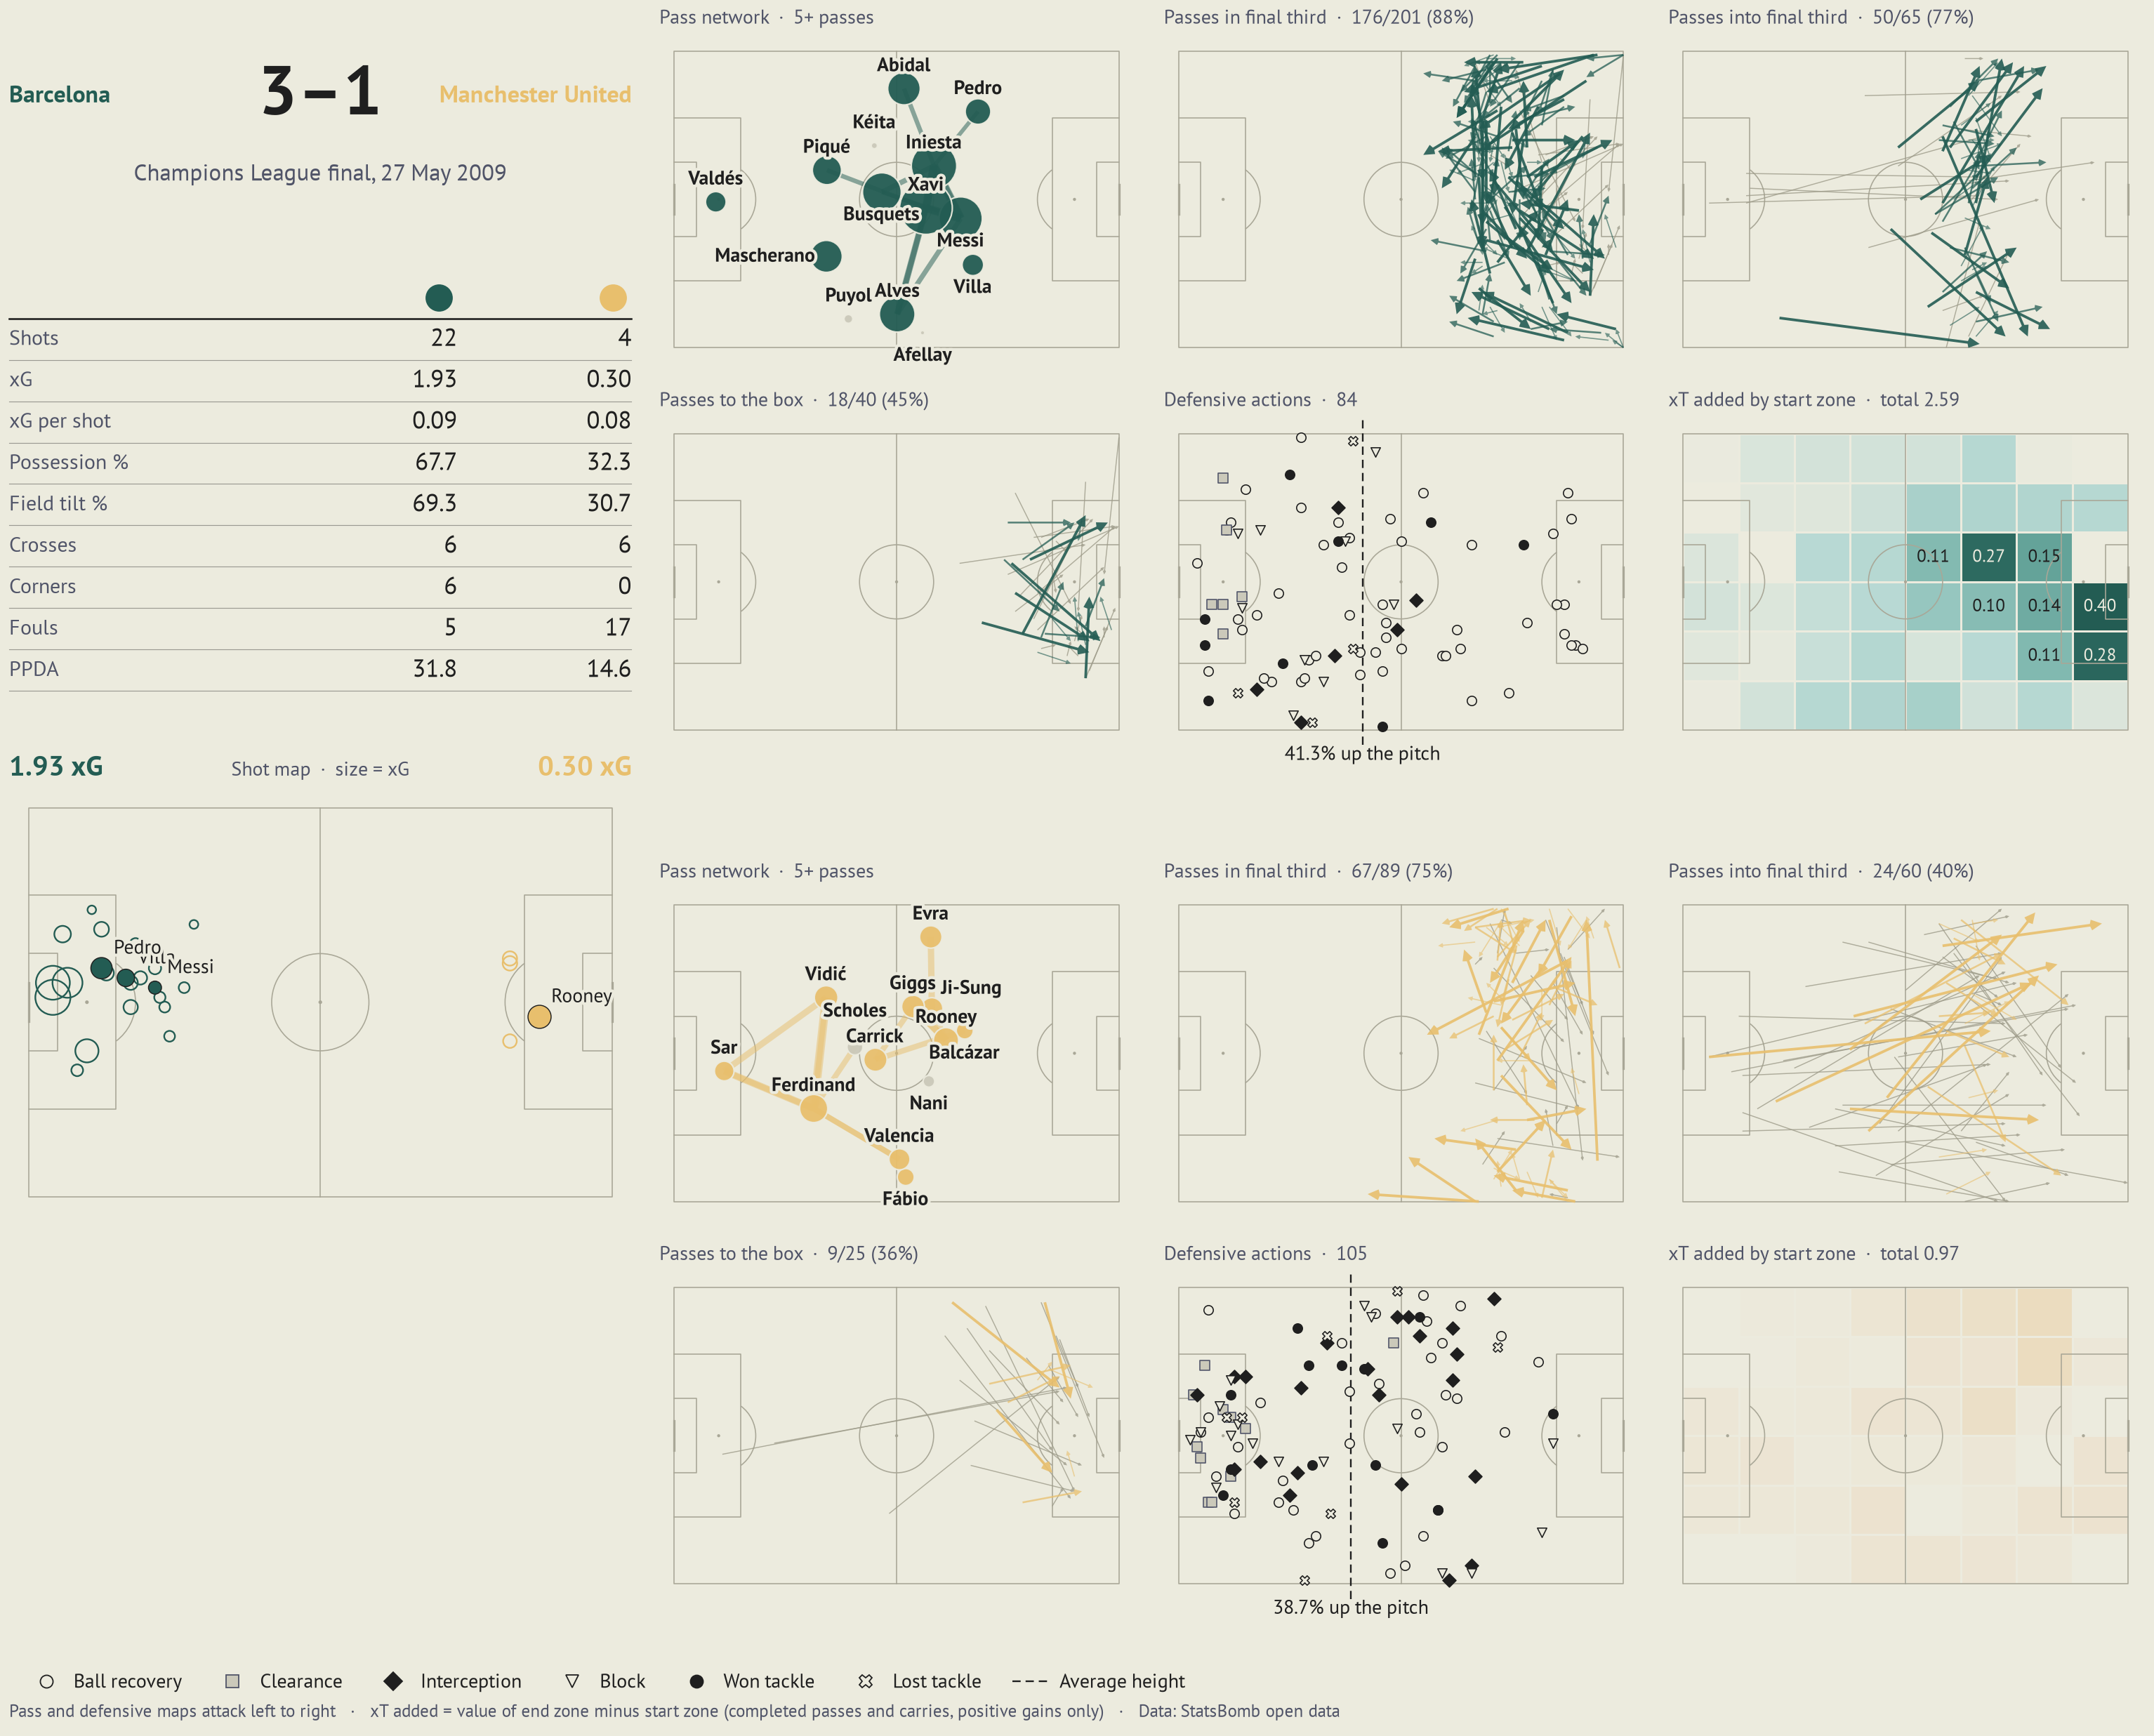 Barcelona
3–1
Manchester United
Champions League final, 27 May 2009
Shots 22 4
xG 1.93 0.30
xG per shot 0.09 0.08
Possession % 67.7 32.3
Field tilt % 69.3 30.7
Crosses 6 6
Corners 6 0
Fouls 5 17
PPDA 31.8 14.6
1.93 xG
Shot map · size = xG
0.30 xG
Pedro
Villa
Messi
Rooney
Pass network · 5+ passes
Abidal
Pedro
Kéita
Iniesta
Piqué
Valdés
Xavi
Busquets
Messi
Mascherano
Villa
Puyol
Alves
Afellay
Passes in final third · 176/201 (88%)
Passes into final third · 50/65 (77%)
Passes to the box · 18/40 (45%)
Defensive actions · 84
41.3% up the pitch
xT added by start zone · total 2.59
0.11 0.27 0.15
0.10 0.14 0.40
0.11 0.28
Pass network · 5+ passes
Evra
Vidić
Giggs
Ji-Sung
Scholes
Rooney
Carrick
Balcázar
Sar
Ferdinand
Nani
Valencia
Fábio
Passes in final third · 67/89 (75%)
Passes into final third · 24/60 (40%)
Passes to the box · 9/25 (36%)
Defensive actions · 105
38.7% up the pitch
xT added by start zone · total 0.97
Ball recovery
Clearance
Interception
Block
Won tackle
Lost tackle
Average height
Pass and defensive maps attack left to right · xT added = value of end zone minus start zone (completed passes and carries, positive gains only) · Data: StatsBomb open data